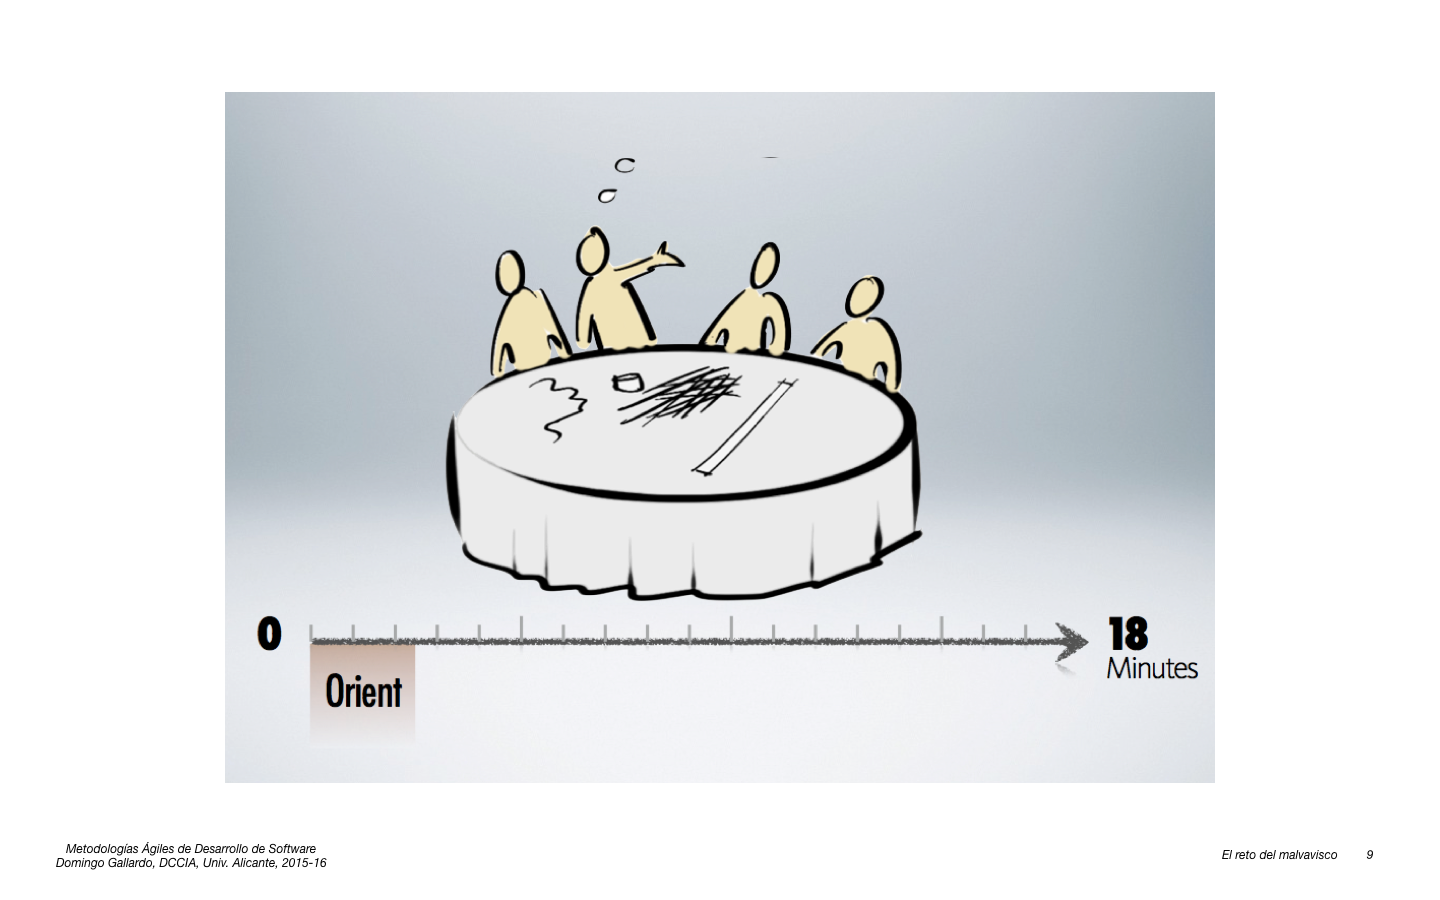 0
18
Minutes
Orient
Metodologías Ágiles de Desarrollo de Software
Domingo Gallardo, DCCIA, Univ. Alicante, 2015-16
El reto del malvavisco 9